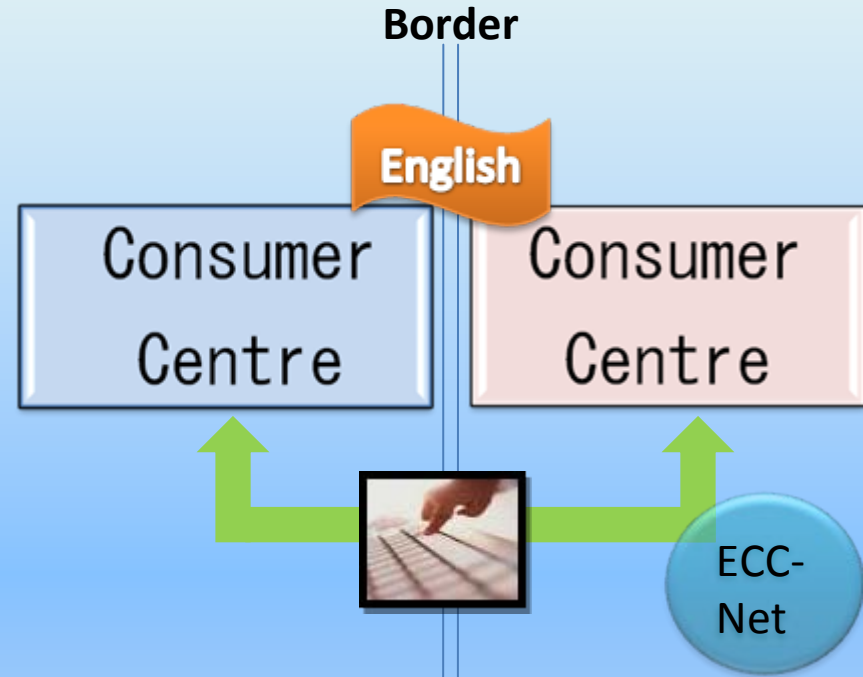 Border
English
Consumer
Centre
Consumer
Centre
ECC-
Net